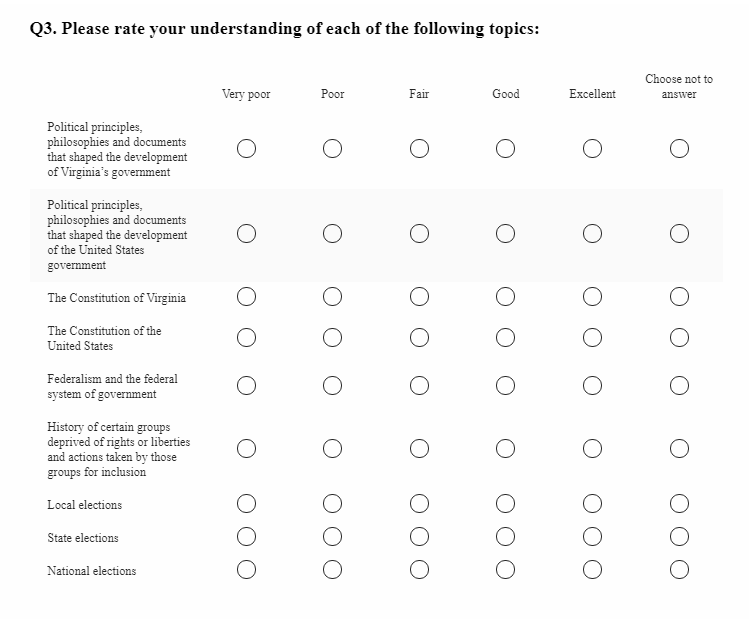 Q3. Please rate your understanding of each of the following topics:
Very poor
Poor
Fair
Good
Excellent
Choose not to
answer
Political principles,
philosophies and documents
that shaped the development
of Virginia’s government
Political principles,
philosophies and documents
that shaped the development
of the United States
government
The Constitution of Virginia
The Constitution of the
United States
Federalism and the federal
system of government
History of certain groups
deprived of rights or liberties
and actions taken by those
groups for inclusion
Local elections
State elections
National elections